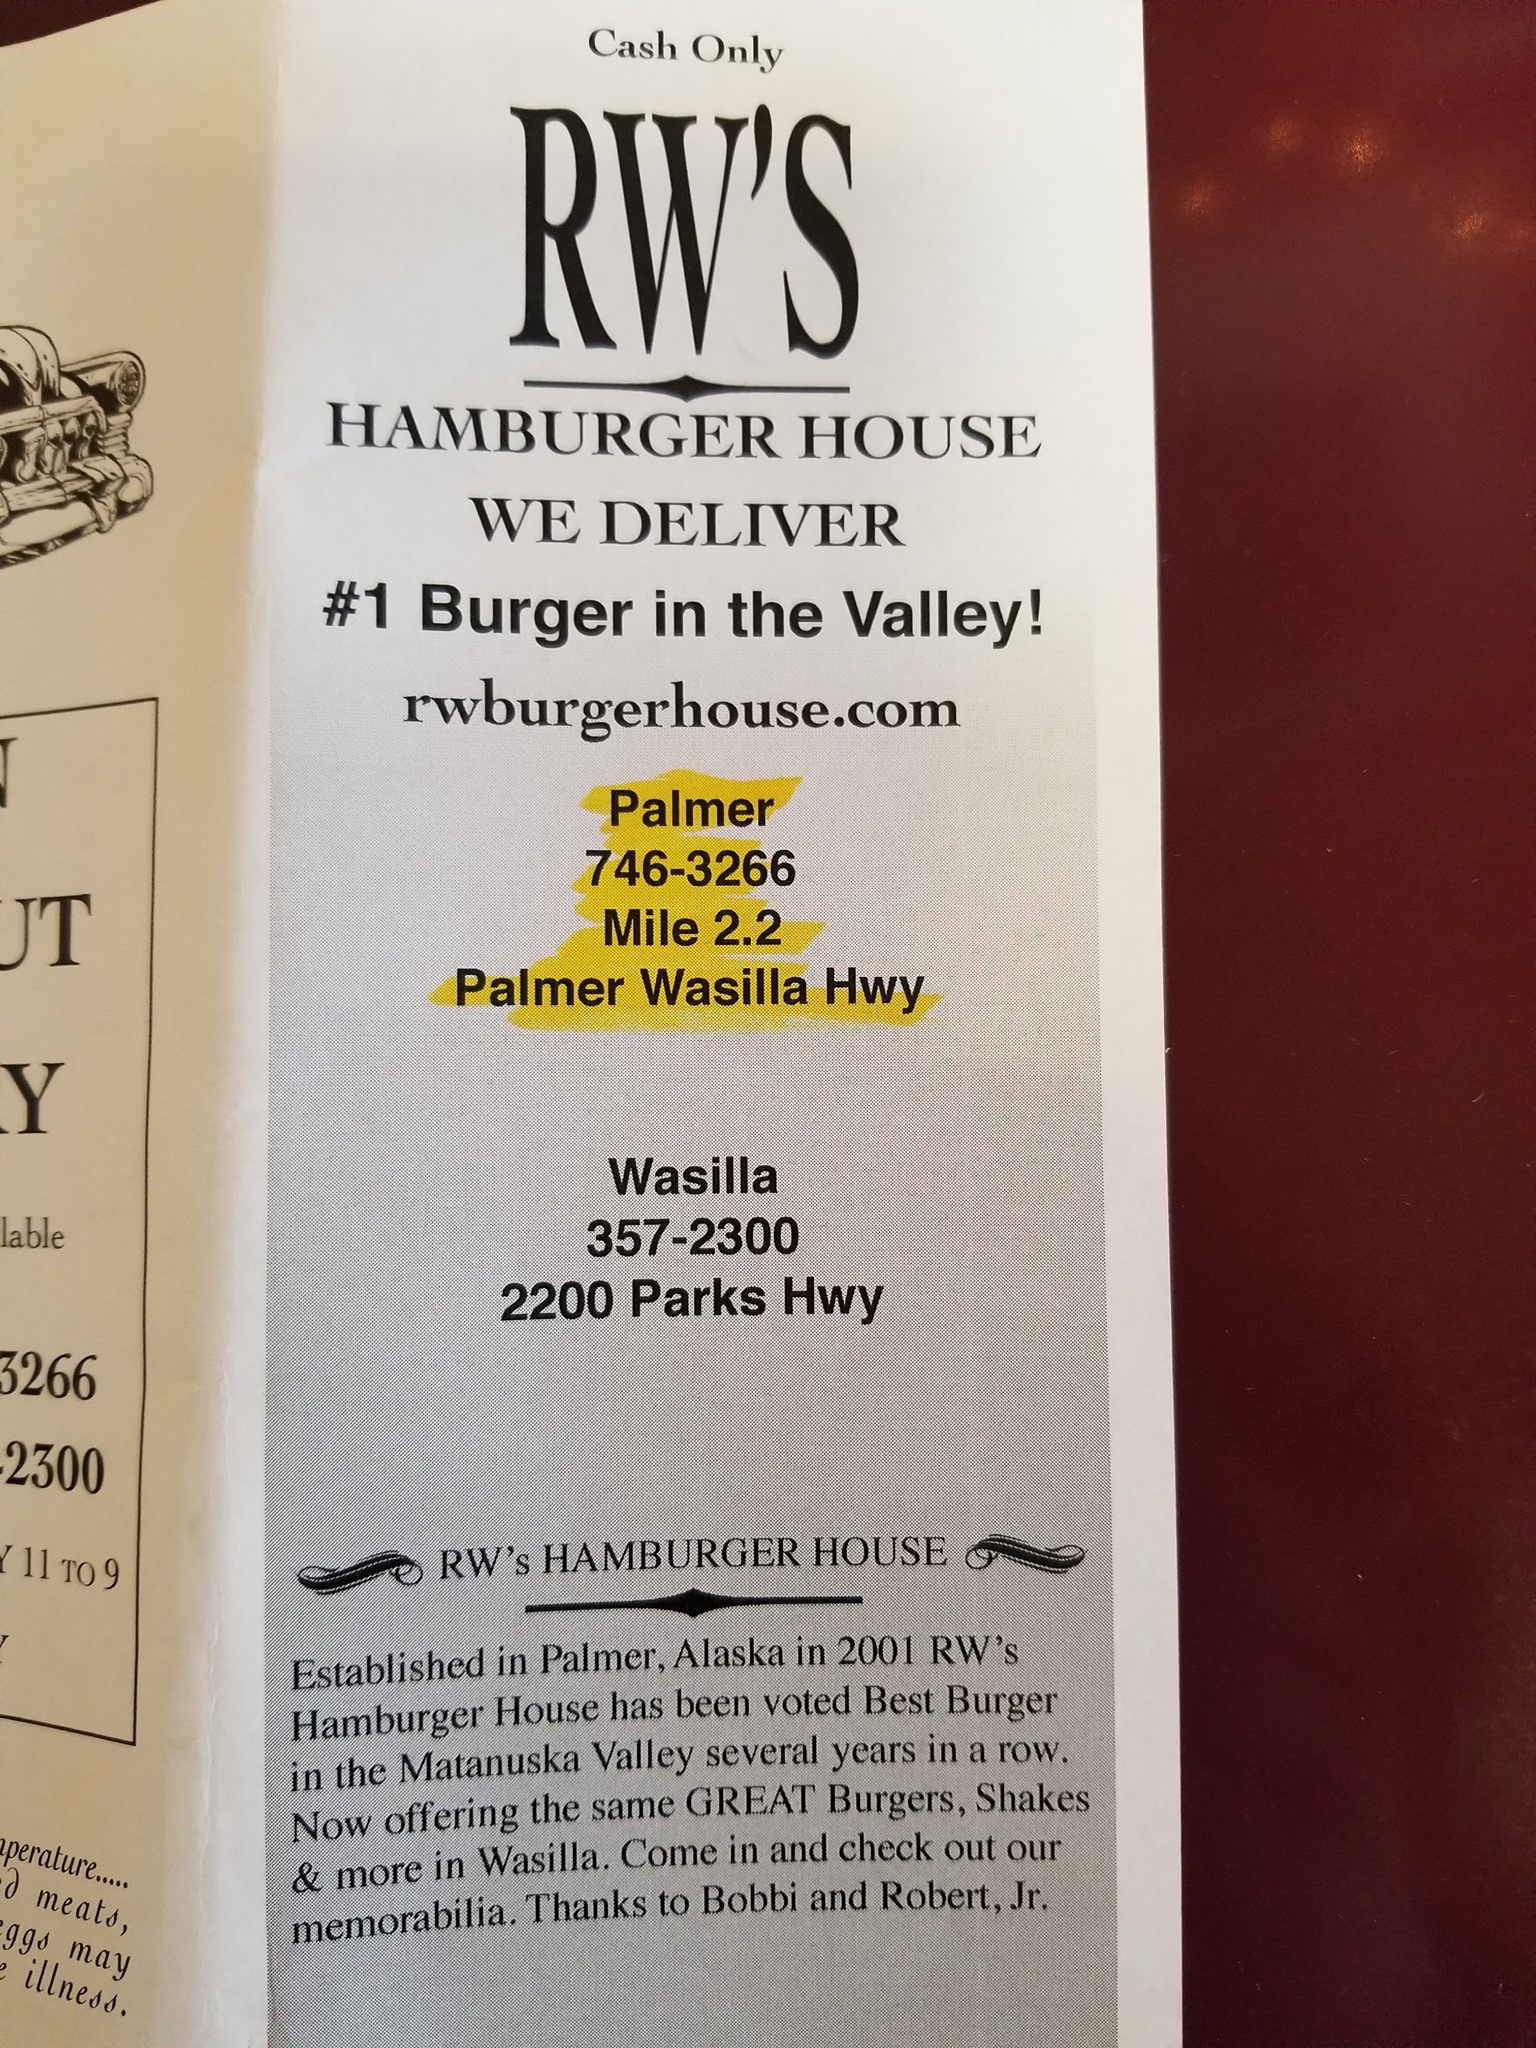 Cash Only
RW'S
HAMBURGER HOUSE
WE DELIVER
#1 Burger in the Valley!
rwburgerhouse.com
Palmer
746-3266
Mile 2.2
Palmer Wasilla Hwy
Wasilla
357-2300
2200 Parks Hwy
RW's HAMBURGER HOUSE
Established in Palmer, Alaska in 2001 RW's
Hamburger House has been voted Best Burger
in the Matanuska Valley several years in a row.
Now offering the same GREAT Burgers, Shakes
& more in Wasilla. Come in and check out our
memorabilia. Thanks to Bobbi and Robert, Jr.
3266
-2300
11 TO 9
meats,
eggs may
illness.